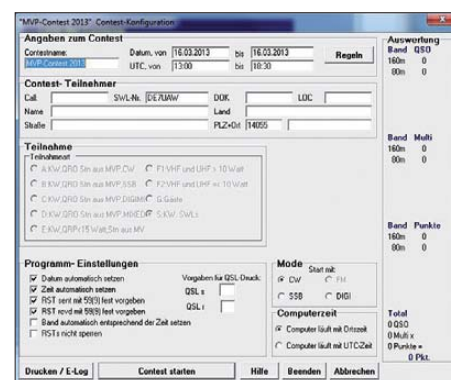 "MVP-Contest 2013" Contest-Konfiguration
Angaben zum Contest
Contestname: Datum, von 16.03.2013 bis 16.03.2013 Regeln
MVP-Contest 2013 UTC, von 13:00 bis 18:30
Contest- Teilnehmer
Call SWL-Nr. DE7UAW DOK LOC
Name Land
Straße PLZ+Ort 14055
Teilnahme
Teilnahmeart
A:KW,QRO Stn aus MVP,CW F1:VHF und UHF > 10 Watt
B:KW,QRO Stn aus MVP,SSB F2:VHF und UHF <= 10 Watt
C:KW,QRO Stn aus MVP,DIGIMO G:Gäste
D:KW,QRO Stn aus MVP,MIXED S:KW, SWLs
E:KW,QRP<15 Watt,Stn aus MV
Programm- Einstellungen
Datum automatisch setzen
Zeit automatisch setzen
RST sent mit 59(9) fest vorgeben
RST rcvd mit 59(9) fest vorgeben
Band automatisch entsprechend der Zeit setzen
RSTs nicht sperren
Vorgaben für QSL-Druck:
QSL s
QSL r
Mode Start mit:
CW FM
SSB DIGI
Computerzeit
Computer läuft mit Ortszeit
Computer läuft mit UTC-Zeit
Drucken / E-Log Contest starten Hilfe Beenden Abbrechen
Auswertung
Band QSO
160m 0
80m 0
Band Multi
160m 0
80m 0
Band Punkte
160m 0
80m 0
Total
0 QSO
0 Multi x
0 Punkte =
0 Pkt.